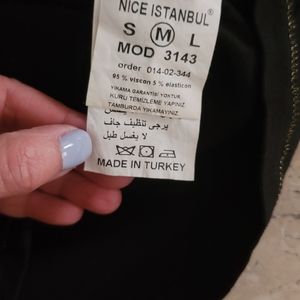 NICE ISTANBUL®
S M L
MOD 3143
order 014-02-344
95 % viscon 5 % elasticon
YIKAMA GARANTİSİ YOKTUR
KURU TEMİZLEME YAPINIZ
TAMBURDA YIKAMAYINIZ
يرجى تنظيف جاف
لا يغسل طبل
MADE IN TURKEY